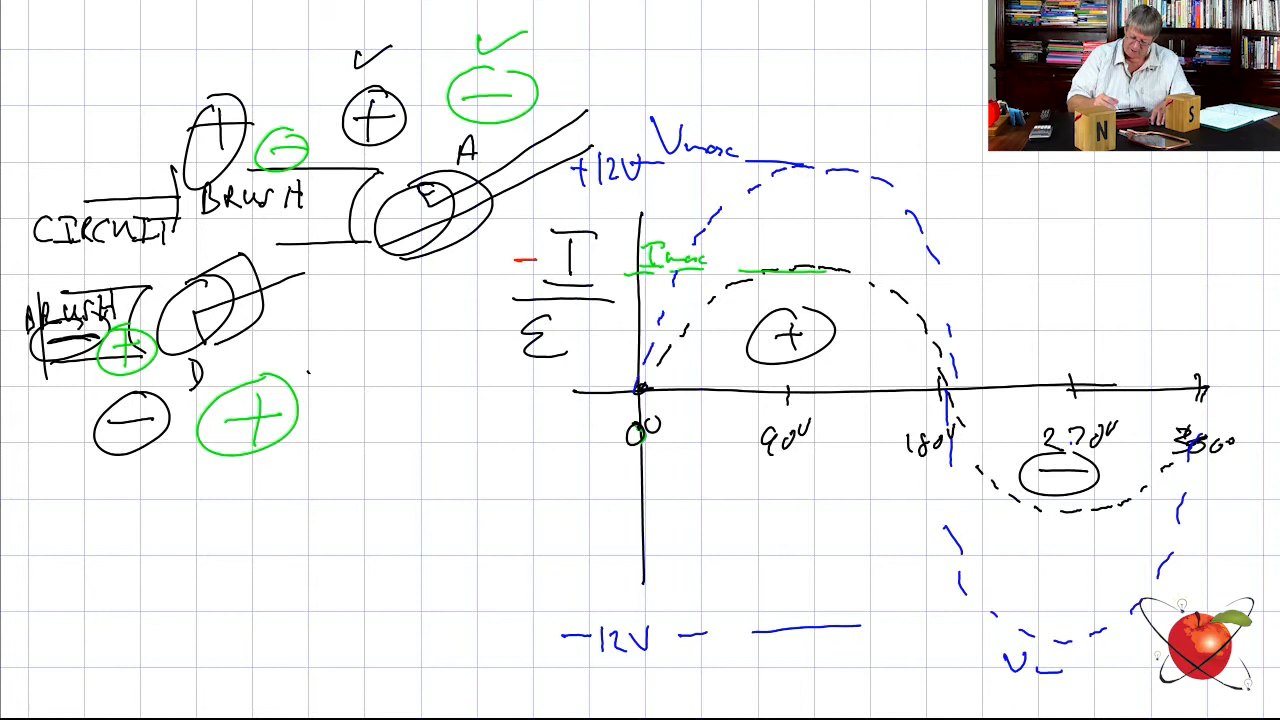 + − ✓ ✓
+ −
A
BRUSH
CIRCUIT
BRUSH
− +
D
− +
+12V Vmax
- I
Imax
ε
+
0° 90° 180° 270° 360°
−
−12V −
N
S